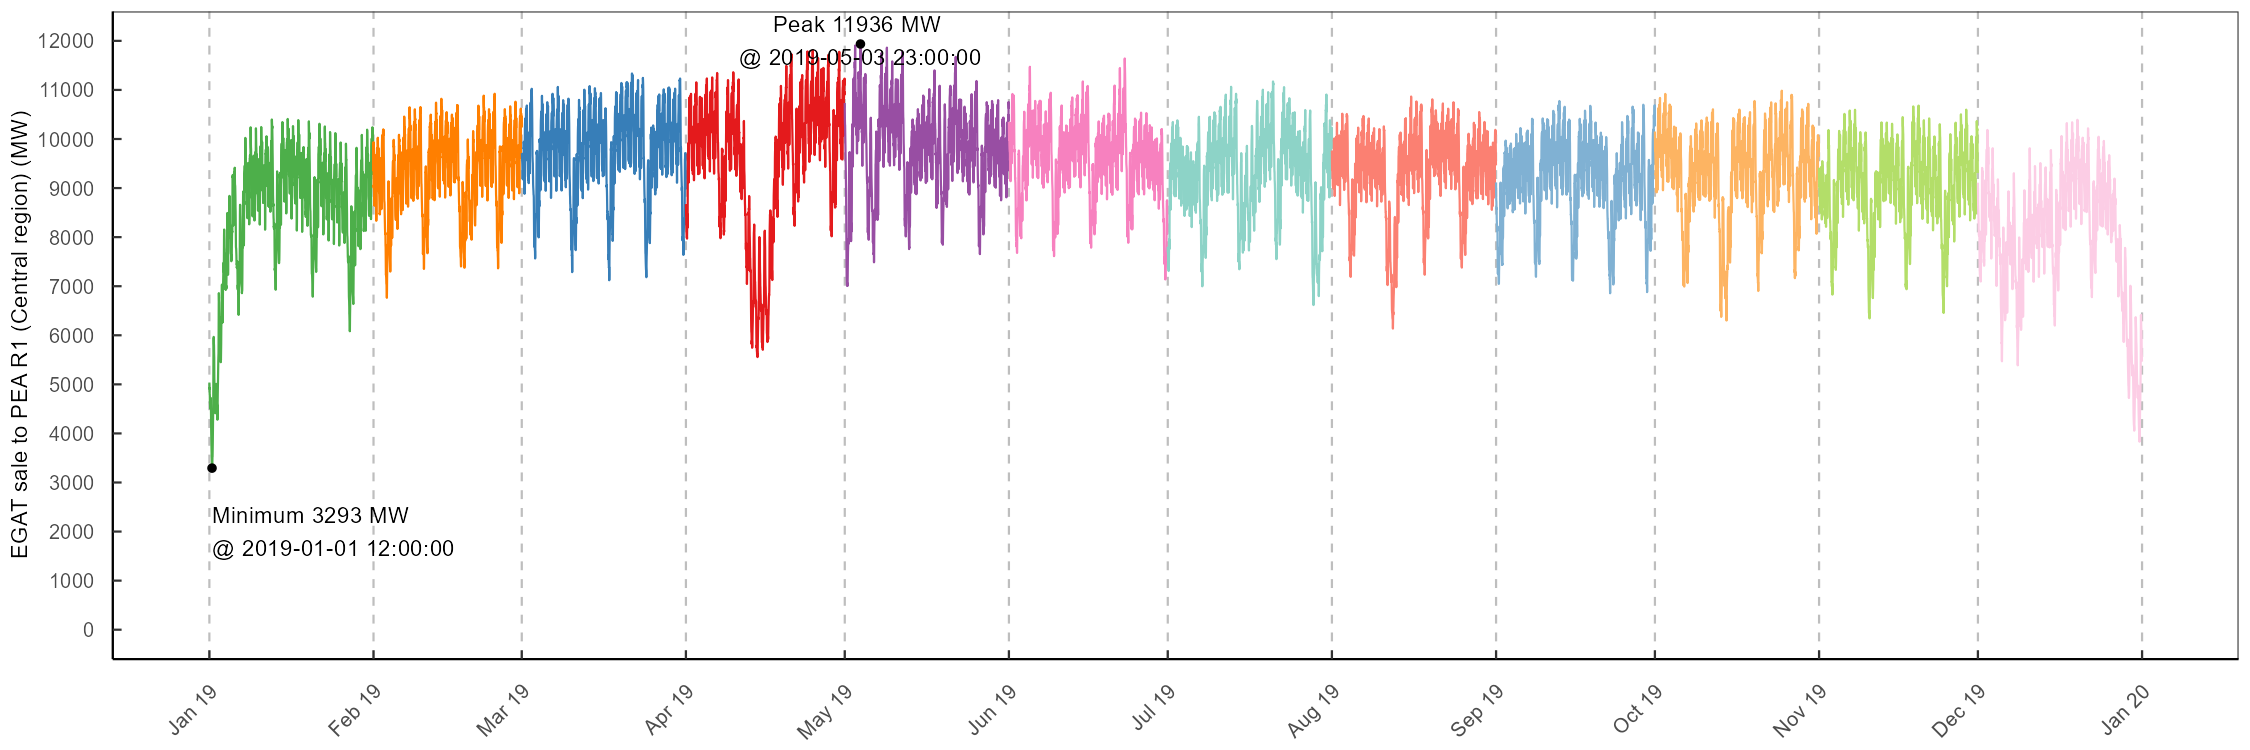 Peak 11936 MW
@ 2019-05-03 23:00:00
EGAT sale to PEA R1 (Central region) (MW)
12000
11000
10000
9000
8000
7000
6000
5000
4000
3000
2000
1000
0
Minimum 3293 MW
@ 2019-01-01 12:00:00
Jan 19
Feb 19
Mar 19
Apr 19
May 19
Jun 19
Jul 19
Aug 19
Sep 19
Oct 19
Nov 19
Dec 19
Jan 20